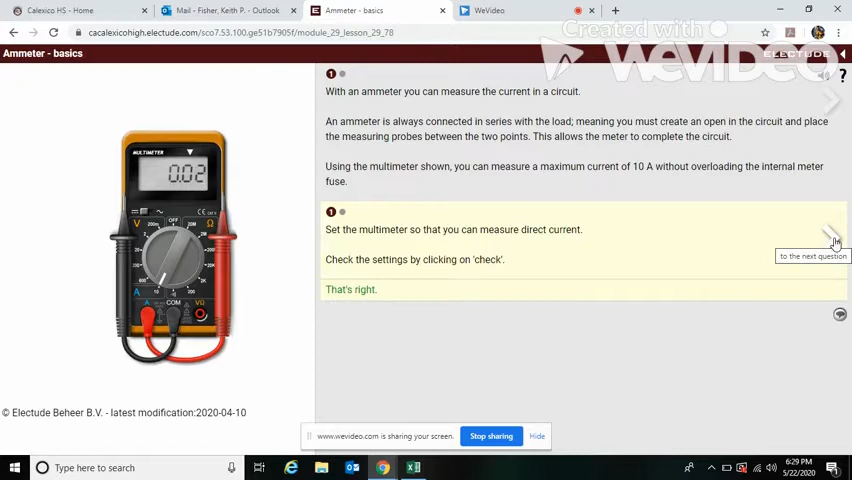 Calexico HS - Home
Mail - Fisher, Keith P. - Outlook
Ammeter - basics
WeVideo
cacalexicohigh.electude.com/sco7.53.100.ge51b7905f/module_29_lesson_29_78
Created with
WEVIDEO
Ammeter - basics
ELECTUDE
1
With an ammeter you can measure the current in a circuit.
An ammeter is always connected in series with the load; meaning you must create an open in the circuit and place
the measuring probes between the two points. This allows the meter to complete the circuit.
Using the multimeter shown, you can measure a maximum current of 10 A without overloading the internal meter
fuse.
1
Set the multimeter so that you can measure direct current.
to the next question
Check the settings by clicking on 'check'.
That's right.
MULTIMETER
0.02
OFF
V
Ω
A
A
COM
VΩ
© Electude Beheer B.V. - latest modification:2020-04-10
www.wevideo.com is sharing your screen.
Stop sharing
Hide
Type here to search
6:29 PM
5/22/2020